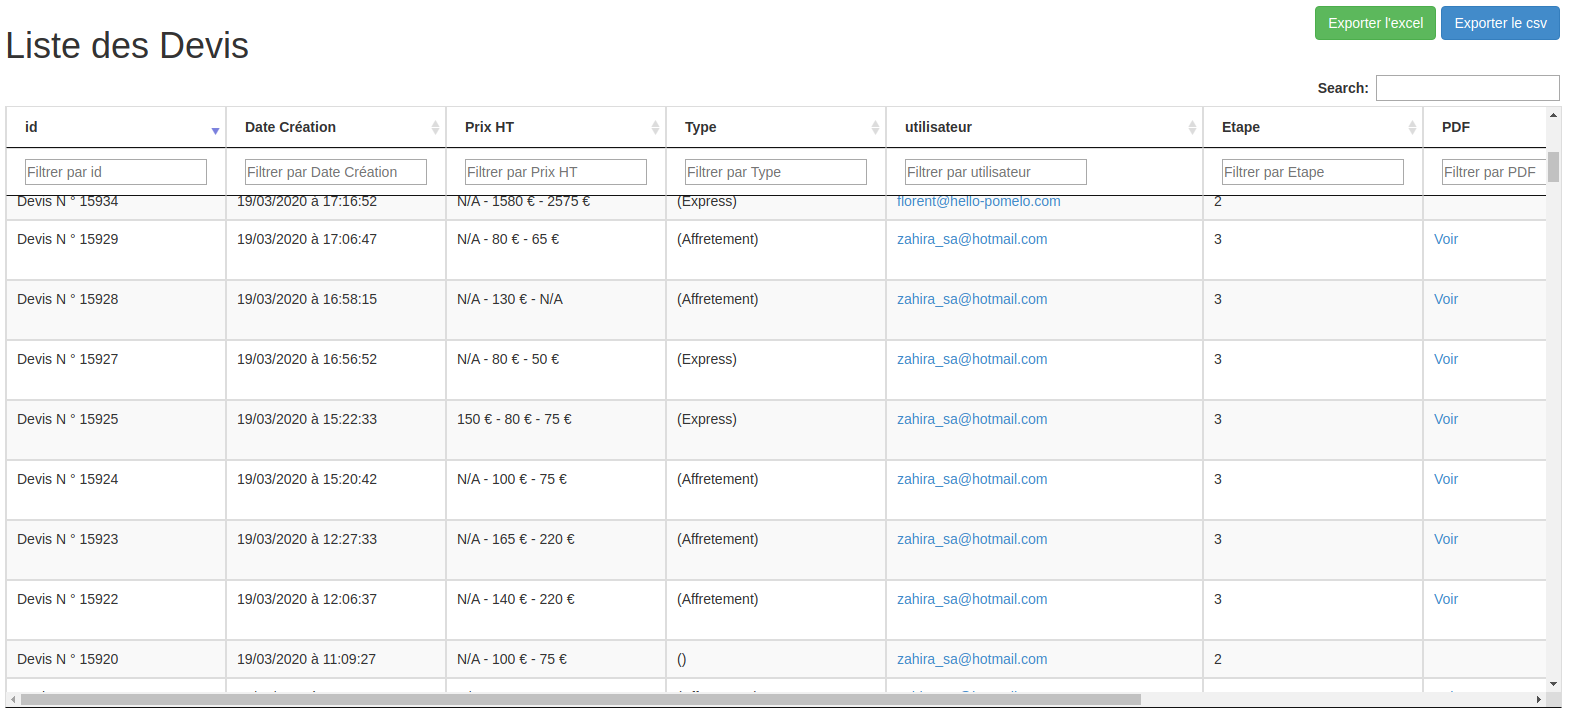 Exporter l'excel Exporter le csv
Liste des Devis
Search:
id Date Création Prix HT Type utilisateur Etape PDF
Filtrer par id Filtrer par Date Création Filtrer par Prix HT Filtrer par Type Filtrer par utilisateur Filtrer par Etape Filtrer par PDF
Devis N ° 15934 19/03/2020 à 17:16:52 N/A - 1580 € - 2575 € (Express) florent@hello-pomelo.com 2
Devis N ° 15929 19/03/2020 à 17:06:47 N/A - 80 € - 65 € (Affretement) zahira_sa@hotmail.com 3 Voir
Devis N ° 15928 19/03/2020 à 16:58:15 N/A - 130 € - N/A (Affretement) zahira_sa@hotmail.com 3 Voir
Devis N ° 15927 19/03/2020 à 16:56:52 N/A - 80 € - 50 € (Express) zahira_sa@hotmail.com 3 Voir
Devis N ° 15925 19/03/2020 à 15:22:33 150 € - 80 € - 75 € (Express) zahira_sa@hotmail.com 3 Voir
Devis N ° 15924 19/03/2020 à 15:20:42 N/A - 100 € - 75 € (Affretement) zahira_sa@hotmail.com 3 Voir
Devis N ° 15923 19/03/2020 à 12:27:33 N/A - 165 € - 220 € (Affretement) zahira_sa@hotmail.com 3 Voir
Devis N ° 15922 19/03/2020 à 12:06:37 N/A - 140 € - 220 € (Affretement) zahira_sa@hotmail.com 3 Voir
Devis N ° 15920 19/03/2020 à 11:09:27 N/A - 100 € - 75 € () zahira_sa@hotmail.com 2